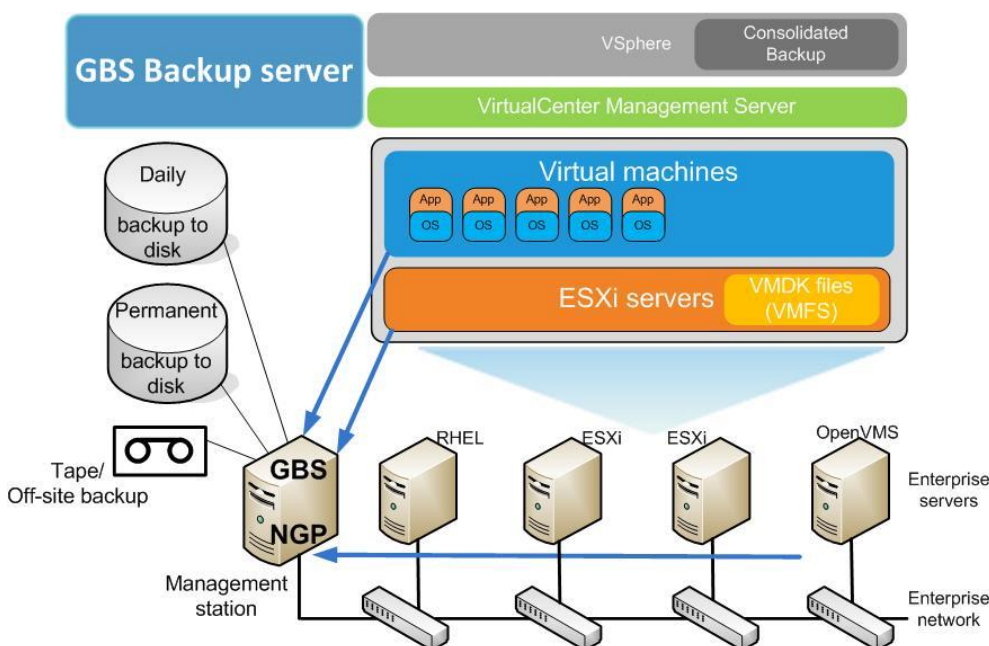 GBS Backup server
VSphere
Consolidated
Backup
VirtualCenter Management Server
Virtual machines
App
OS
App
OS
App
OS
App
OS
App
OS
ESXi servers
VMDK files
(VMFS)
Daily
backup to
disk
Permanent
backup to
disk
Tape/
Off-site backup
GBS
NGP
Management
station
RHEL
ESXi
ESXi
OpenVMS
Enterprise
servers
Enterprise
network